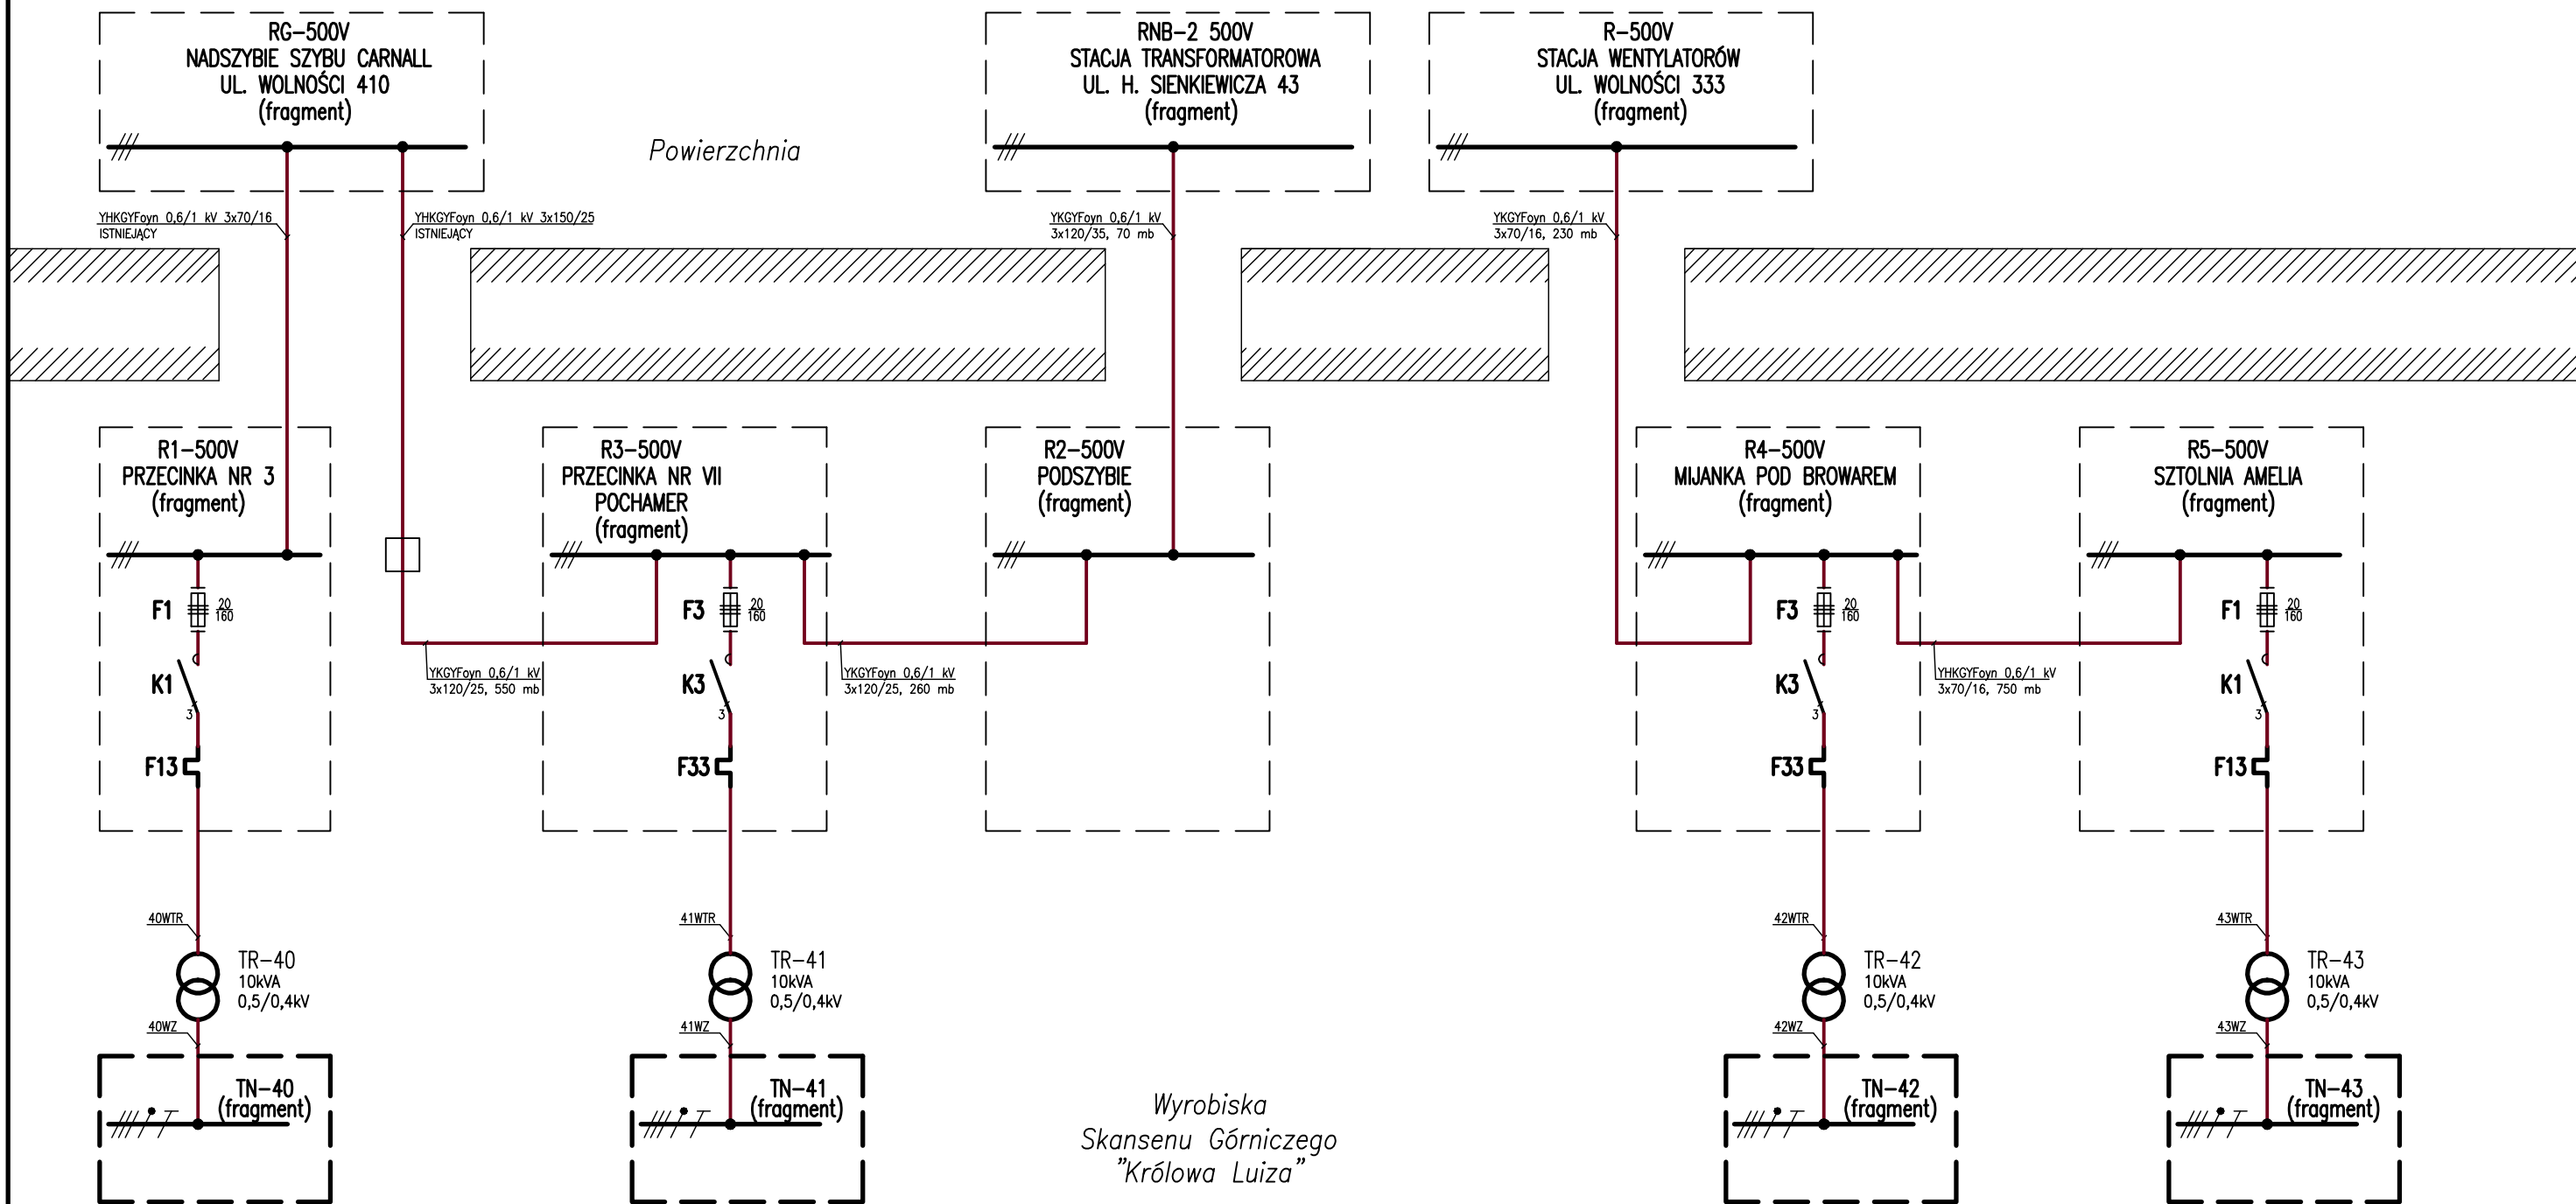 RG-500V
NADSZYBIE SZYBU CARNALL
UL. WOLNOŚCI 410
(fragment)
RNB-2 500V
STACJA TRANSFORMATOROWA
UL. H. SIENKIEWICZA 43
(fragment)
R-500V
STACJA WENTYLATORÓW
UL. WOLNOŚCI 333
(fragment)
Powierzchnia
YHKGYFoyn 0,6/1 kV 3x70/16
ISTNIEJĄCY
YHKGYFoyn 0,6/1 kV 3x150/25
ISTNIEJĄCY
YKGYFoyn 0,6/1 kV
3x120/35, 70 mb
YKGYFoyn 0,6/1 kV
3x70/16, 230 mb
R1-500V
PRZECINKA NR 3
(fragment)
R3-500V
PRZECINKA NR VII
POCHAMER
(fragment)
R2-500V
PODSZYBIE
(fragment)
R4-500V
MIJANKA POD BROWAREM
(fragment)
R5-500V
SZTOLNIA AMELIA
(fragment)
F1
20
160
F3
20
160
F3
20
160
F1
20
160
YKGYFoyn 0,6/1 kV
3x120/25, 550 mb
YKGYFoyn 0,6/1 kV
3x120/25, 260 mb
YHKGYFoyn 0,6/1 kV
3x70/16, 750 mb
K1
3
K3
3
K3
3
K1
3
F13
F33
F33
F13
40WTR
41WTR
42WTR
43WTR
TR-40
10kVA
0,5/0,4kV
TR-41
10kVA
0,5/0,4kV
TR-42
10kVA
0,5/0,4kV
TR-43
10kVA
0,5/0,4kV
40WZ
41WZ
42WZ
43WZ
TN-40
(fragment)
TN-41
(fragment)
TN-42
(fragment)
TN-43
(fragment)
Wyrobiska
Skansenu Górniczego
"Królowa Luiza"